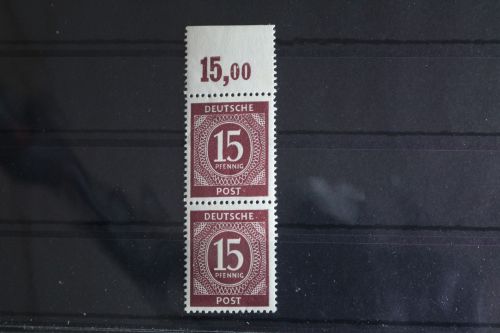 15,00
DEUTSCHE
15
PFENNIG
POST
DEUTSCHE
15
PFENNIG
POST